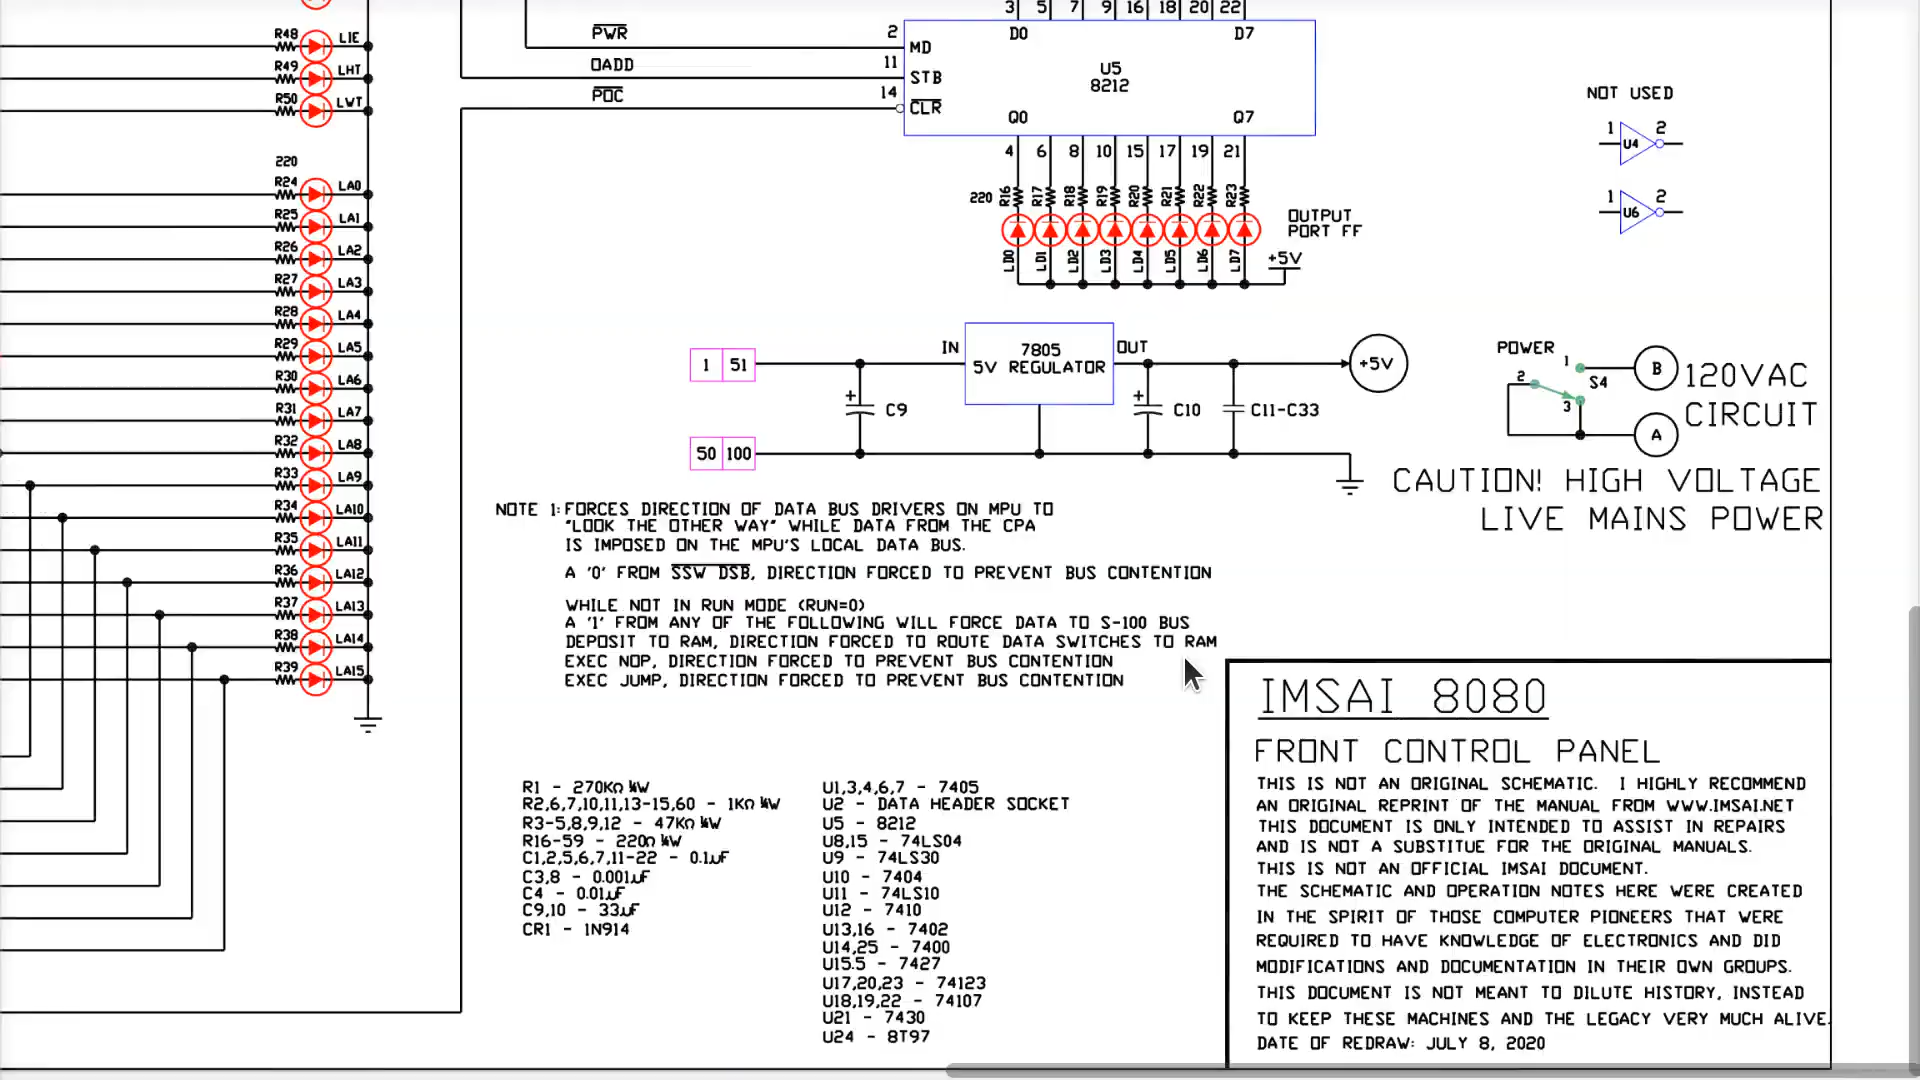 3 5 7 9 16 18 20 22
R48 LIE
R49 LHT
R50 LWT
220
R24 LA0
R25 LA1
R26 LA2
R27 LA3
R28 LA4
R29 LA5
R30 LA6
R31 LA7
R32 LA8
R33 LA9
R34 LA10
R35 LA11
R36 LA12
R37 LA13
R38 LA14
R39 LA15
PWR 2 MD
OADD 11 STB
POC 14 CLR
D0 D7
U5
8212
Q0 Q7
4 6 8 10 15 17 19 21
220 R16 R17 R18 R19 R20 R21 R22 R23
LD0 LD1 LD2 LD3 LD4 LD5 LD6 LD7
OUTPUT
PORT FF
+5V
NOT USED
1 U4 2
1 U6 2
1 51 IN
7805
5V REGULATOR
OUT +5V
+ C9 + C10 C11-C33
50 100
POWER
1 2 3 S4
B A
120VAC
CIRCUIT
CAUTION! HIGH VOLTAGE
LIVE MAINS POWER
NOTE 1: FORCES DIRECTION OF DATA BUS DRIVERS ON MPU TO
"LOOK THE OTHER WAY" WHILE DATA FROM THE CPA
IS IMPOSED ON THE MPU'S LOCAL DATA BUS.
A '0' FROM SSW DSB, DIRECTION FORCED TO PREVENT BUS CONTENTION
WHILE NOT IN RUN MODE (RUN=0)
A '1' FROM ANY OF THE FOLLOWING WILL FORCE DATA TO S-100 BUS
DEPOSIT TO RAM, DIRECTION FORCED TO ROUTE DATA SWITCHES TO RAM
EXEC NOP, DIRECTION FORCED TO PREVENT BUS CONTENTION
EXEC JUMP, DIRECTION FORCED TO PREVENT BUS CONTENTION
R1 - 270KΩ ¼W
R2,6,7,10,11,13-15,60 - 1KΩ ¼W
R3-5,8,9,12 - 47KΩ ¼W
R16-59 - 220Ω ¼W
C1,2,5,6,7,11-22 - 0.1uF
C3,8 - 0.001uF
C4 - 0.01uF
C9,10 - 33uF
CR1 - 1N914
U1,3,4,6,7 - 7405
U2 - DATA HEADER SOCKET
U5 - 8212
U8,15 - 74LS04
U9 - 74LS30
U10 - 7404
U11 - 74LS10
U12 - 7410
U13,16 - 7402
U14,25 - 7400
U15.5 - 7427
U17,20,23 - 74123
U18,19,22 - 74107
U21 - 7430
U24 - 8T97
IMSAI 8080
FRONT CONTROL PANEL
THIS IS NOT AN ORIGINAL SCHEMATIC. I HIGHLY RECOMMEND
AN ORIGINAL REPRINT OF THE MANUAL FROM WWW.IMSAI.NET
THIS DOCUMENT IS ONLY INTENDED TO ASSIST IN REPAIRS
AND IS NOT A SUBSTITUE FOR THE ORIGINAL MANUALS.
THIS IS NOT AN OFFICIAL IMSAI DOCUMENT.
THE SCHEMATIC AND OPERATION NOTES HERE WERE CREATED
IN THE SPIRIT OF THOSE COMPUTER PIONEERS THAT WERE
REQUIRED TO HAVE KNOWLEDGE OF ELECTRONICS AND DID
MODIFICATIONS AND DOCUMENTATION IN THEIR OWN GROUPS.
THIS DOCUMENT IS NOT MEANT TO DILUTE HISTORY, INSTEAD
TO KEEP THESE MACHINES AND THE LEGACY VERY MUCH ALIVE.
DATE OF REDRAW: JULY 8, 2020